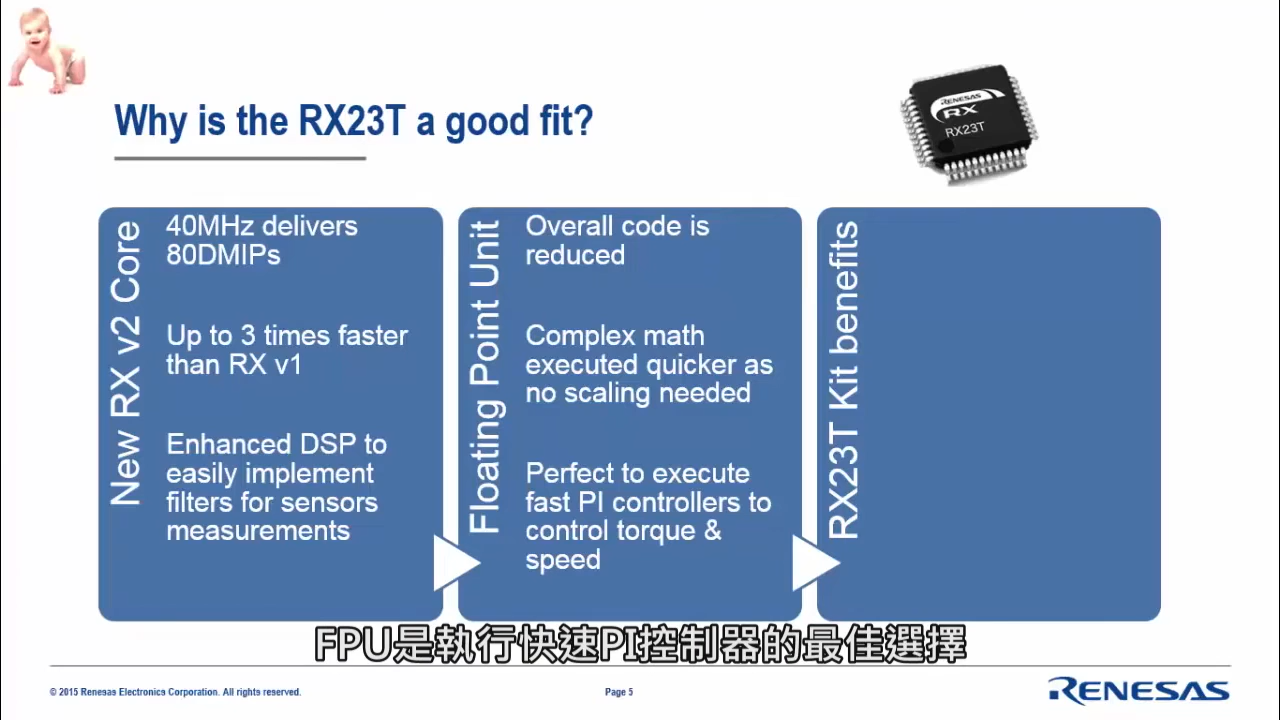 Why is the RX23T a good fit?
RENESAS
RX
RX23T
New RX v2 Core
40MHz delivers
80DMIPs
Up to 3 times faster
than RX v1
Enhanced DSP to
easily implement
filters for sensors
measurements
Floating Point Unit
Overall code is
reduced
Complex math
executed quicker as
no scaling needed
Perfect to execute
fast PI controllers to
control torque &
speed
RX23T Kit benefits
FPU是執行快速PI控制器的最佳選擇
© 2015 Renesas Electronics Corporation. All rights reserved.
Page 5
RENESAS